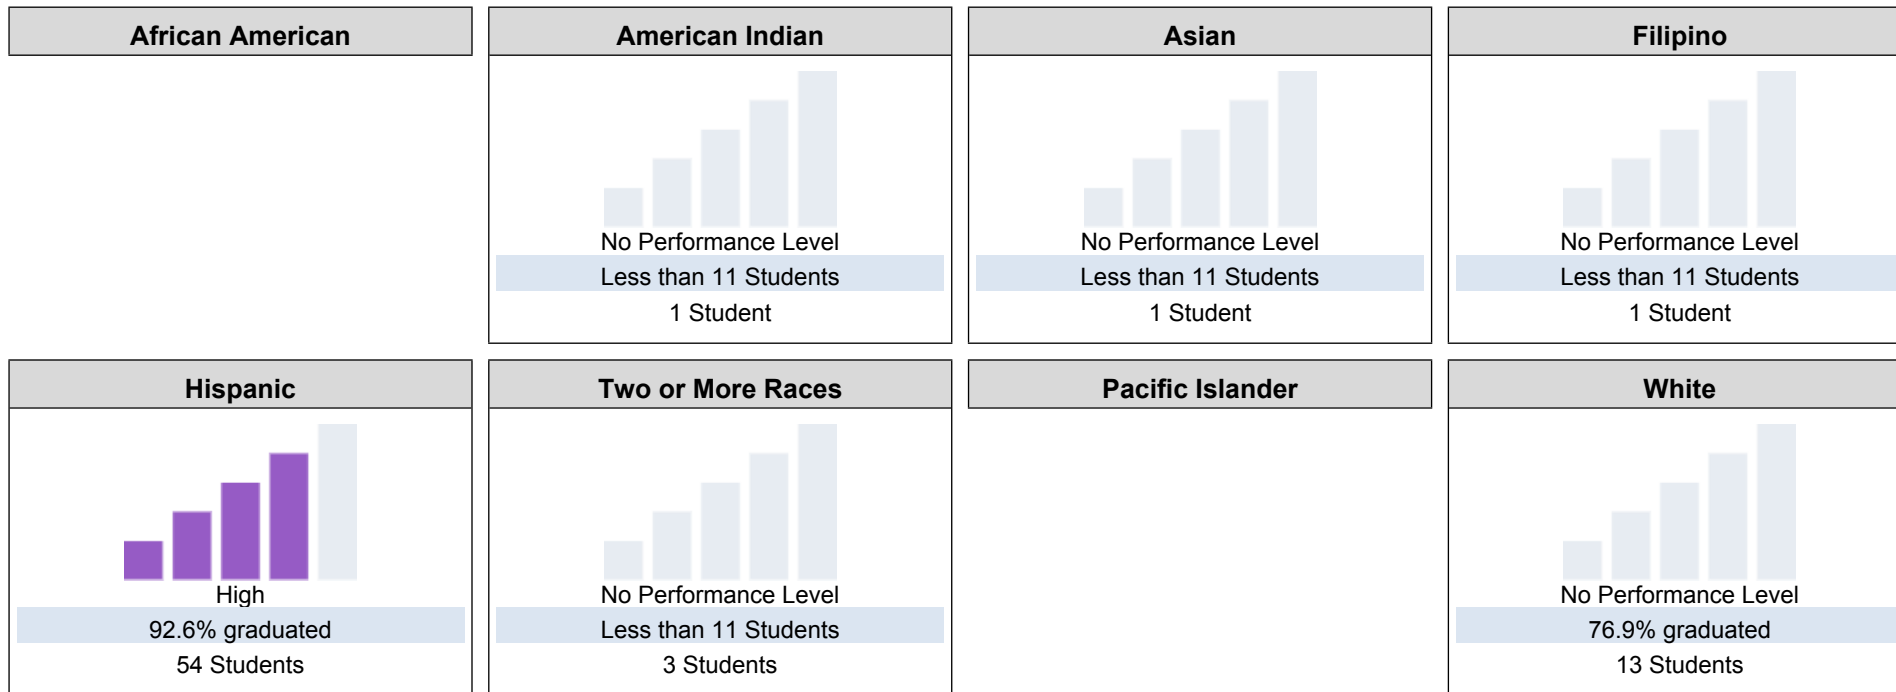 African American
American Indian
No Performance Level
Less than 11 Students
1 Student
Asian
No Performance Level
Less than 11 Students
1 Student
Filipino
No Performance Level
Less than 11 Students
1 Student
Hispanic
High
92.6% graduated
54 Students
Two or More Races
No Performance Level
Less than 11 Students
3 Students
Pacific Islander
White
No Performance Level
76.9% graduated
13 Students